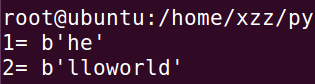 root@ubuntu:/home/xzz/py
1= b'he'
2= b'lloworld'